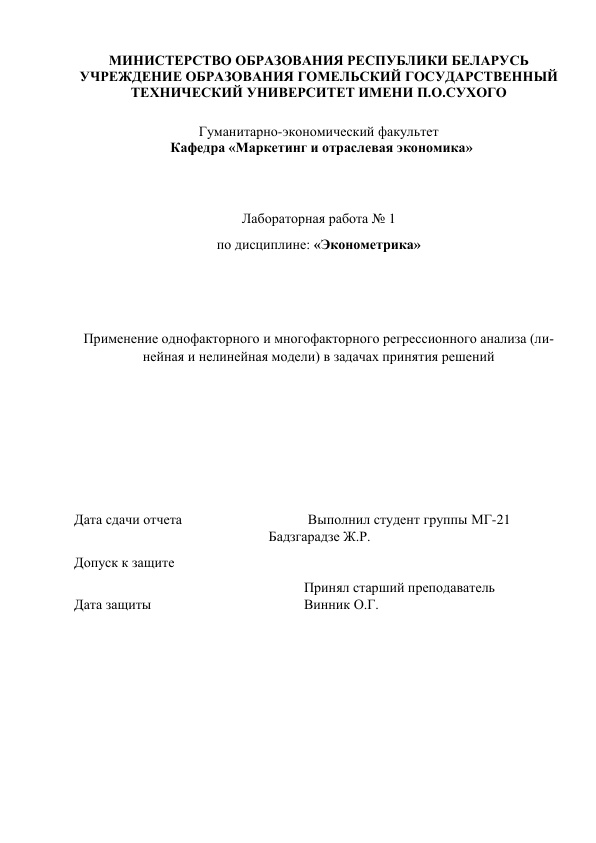 МИНИСТЕРСТВО ОБРАЗОВАНИЯ РЕСПУБЛИКИ БЕЛАРУСЬ
УЧРЕЖДЕНИЕ ОБРАЗОВАНИЯ ГОМЕЛЬСКИЙ ГОСУДАРСТВЕННЫЙ
ТЕХНИЧЕСКИЙ УНИВЕРСИТЕТ ИМЕНИ П.О.СУХОГО
Гуманитарно-экономический факультет
Кафедра «Маркетинг и отраслевая экономика»
Лабораторная работа № 1
по дисциплине: «Эконометрика»
Применение однофакторного и многофакторного регрессионного анализа (ли-
нейная и нелинейная модели) в задачах принятия решений
Дата сдачи отчета Выполнил студент группы МГ-21
Бадзгарадзе Ж.Р.
Допуск к защите
Принял старший преподаватель
Дата защиты Винник О.Г.